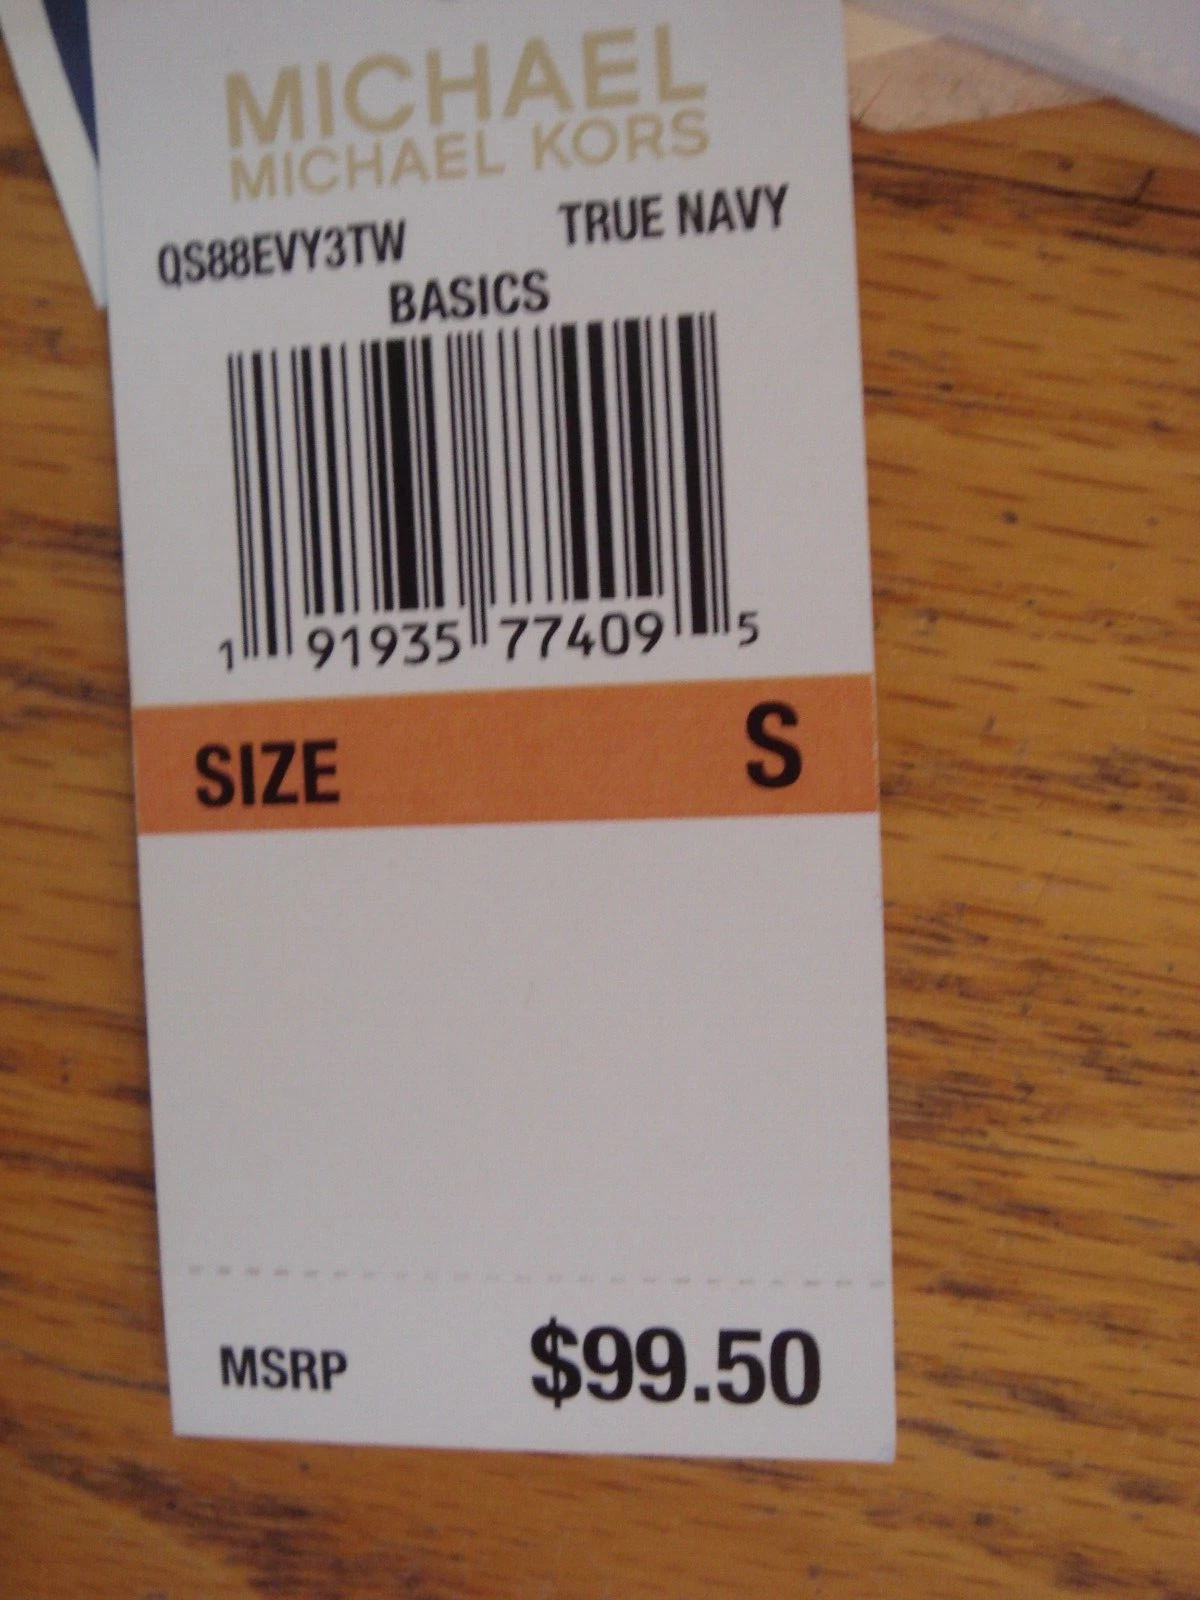 MICHAEL
MICHAEL KORS
QS88EVY3TW TRUE NAVY
BASICS
1 91935 77409 5
SIZE S
MSRP $99.50